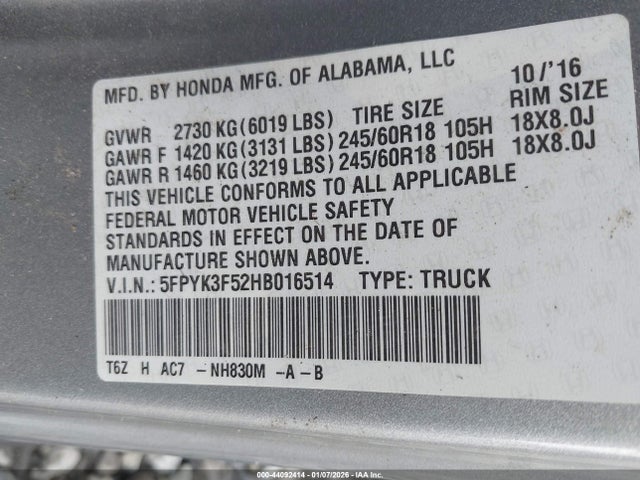 MFD. BY HONDA MFG. OF ALABAMA, LLC 10/'16
GVWR 2730 KG(6019 LBS) TIRE SIZE RIM SIZE
GAWR F 1420 KG(3131 LBS) 245/60R18 105H 18X8.0J
GAWR R 1460 KG(3219 LBS) 245/60R18 105H 18X8.0J
THIS VEHICLE CONFORMS TO ALL APPLICABLE
FEDERAL MOTOR VEHICLE SAFETY
STANDARDS IN EFFECT ON THE DATE OF
MANUFACTURE SHOWN ABOVE.
V.I.N.: 5FPYK3F52HB016514 TYPE: TRUCK
T6Z H AC7 -NH830M -A-B
000-44092414 | 01/07/2026 | IAA Inc.